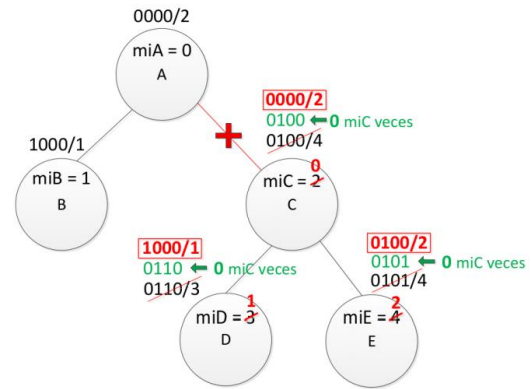 0000/2
miA = 0
A
0000/2
0100 0 miC veces
0100/4
1000/1
miB = 1
B
0
miC = 2
C
1000/1
0110 0 miC veces
0110/3
0100/2
0101 0 miC veces
0101/4
1
miD = 3
D
2
miE = 4
E